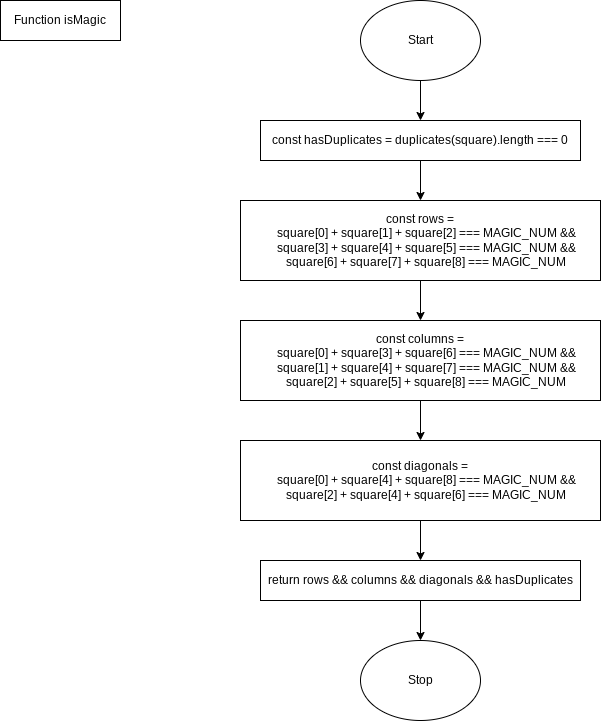 Function isMagic
Start
const hasDuplicates = duplicates(square).length === 0
const rows =
square[0] + square[1] + square[2] === MAGIC_NUM &&
square[3] + square[4] + square[5] === MAGIC_NUM &&
square[6] + square[7] + square[8] === MAGIC_NUM
const columns =
square[0] + square[3] + square[6] === MAGIC_NUM &&
square[1] + square[4] + square[7] === MAGIC_NUM &&
square[2] + square[5] + square[8] === MAGIC_NUM
const diagonals =
square[0] + square[4] + square[8] === MAGIC_NUM &&
square[2] + square[4] + square[6] === MAGIC_NUM
return rows && columns && diagonals && hasDuplicates
Stop